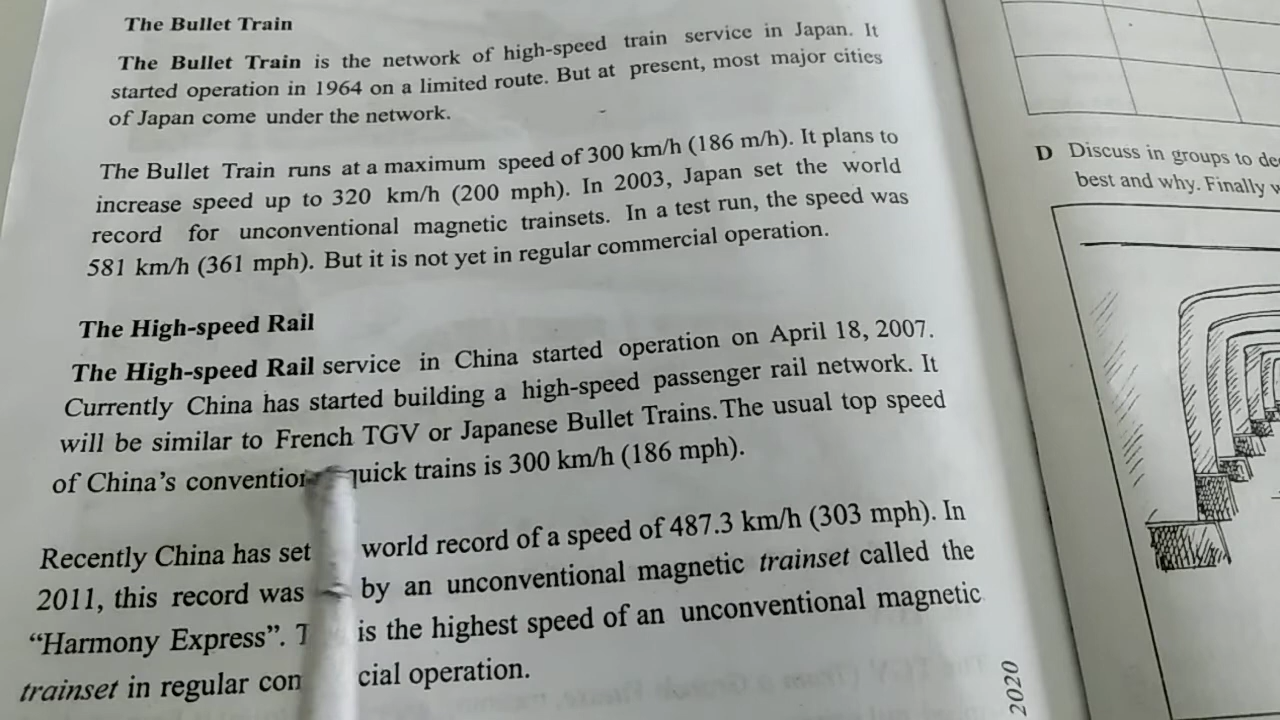 The Bullet Train
The Bullet Train is the network of high-speed train service in Japan. It
started operation in 1964 on a limited route. But at present, most major cities
of Japan come under the network.
The Bullet Train runs at a maximum speed of 300 km/h (186 m/h). It plans to
increase speed up to 320 km/h (200 mph). In 2003, Japan set the world
record for unconventional magnetic trainsets. In a test run, the speed was
581 km/h (361 mph). But it is not yet in regular commercial operation.
The High-speed Rail
The High-speed Rail service in China started operation on April 18, 2007.
Currently China has started building a high-speed passenger rail network. It
will be similar to French TGV or Japanese Bullet Trains. The usual top speed
of China's trains is 300 km/h (186 mph).
Recently China has set world record of a speed of 487.3 km/h (303 mph). In
2011, this record was by an unconventional magnetic trainset called the
“Harmony Express”. is the highest speed of an unconventional magnetic
trainset in regular operation.
2020
D Discuss in groups to
best and why. Finally